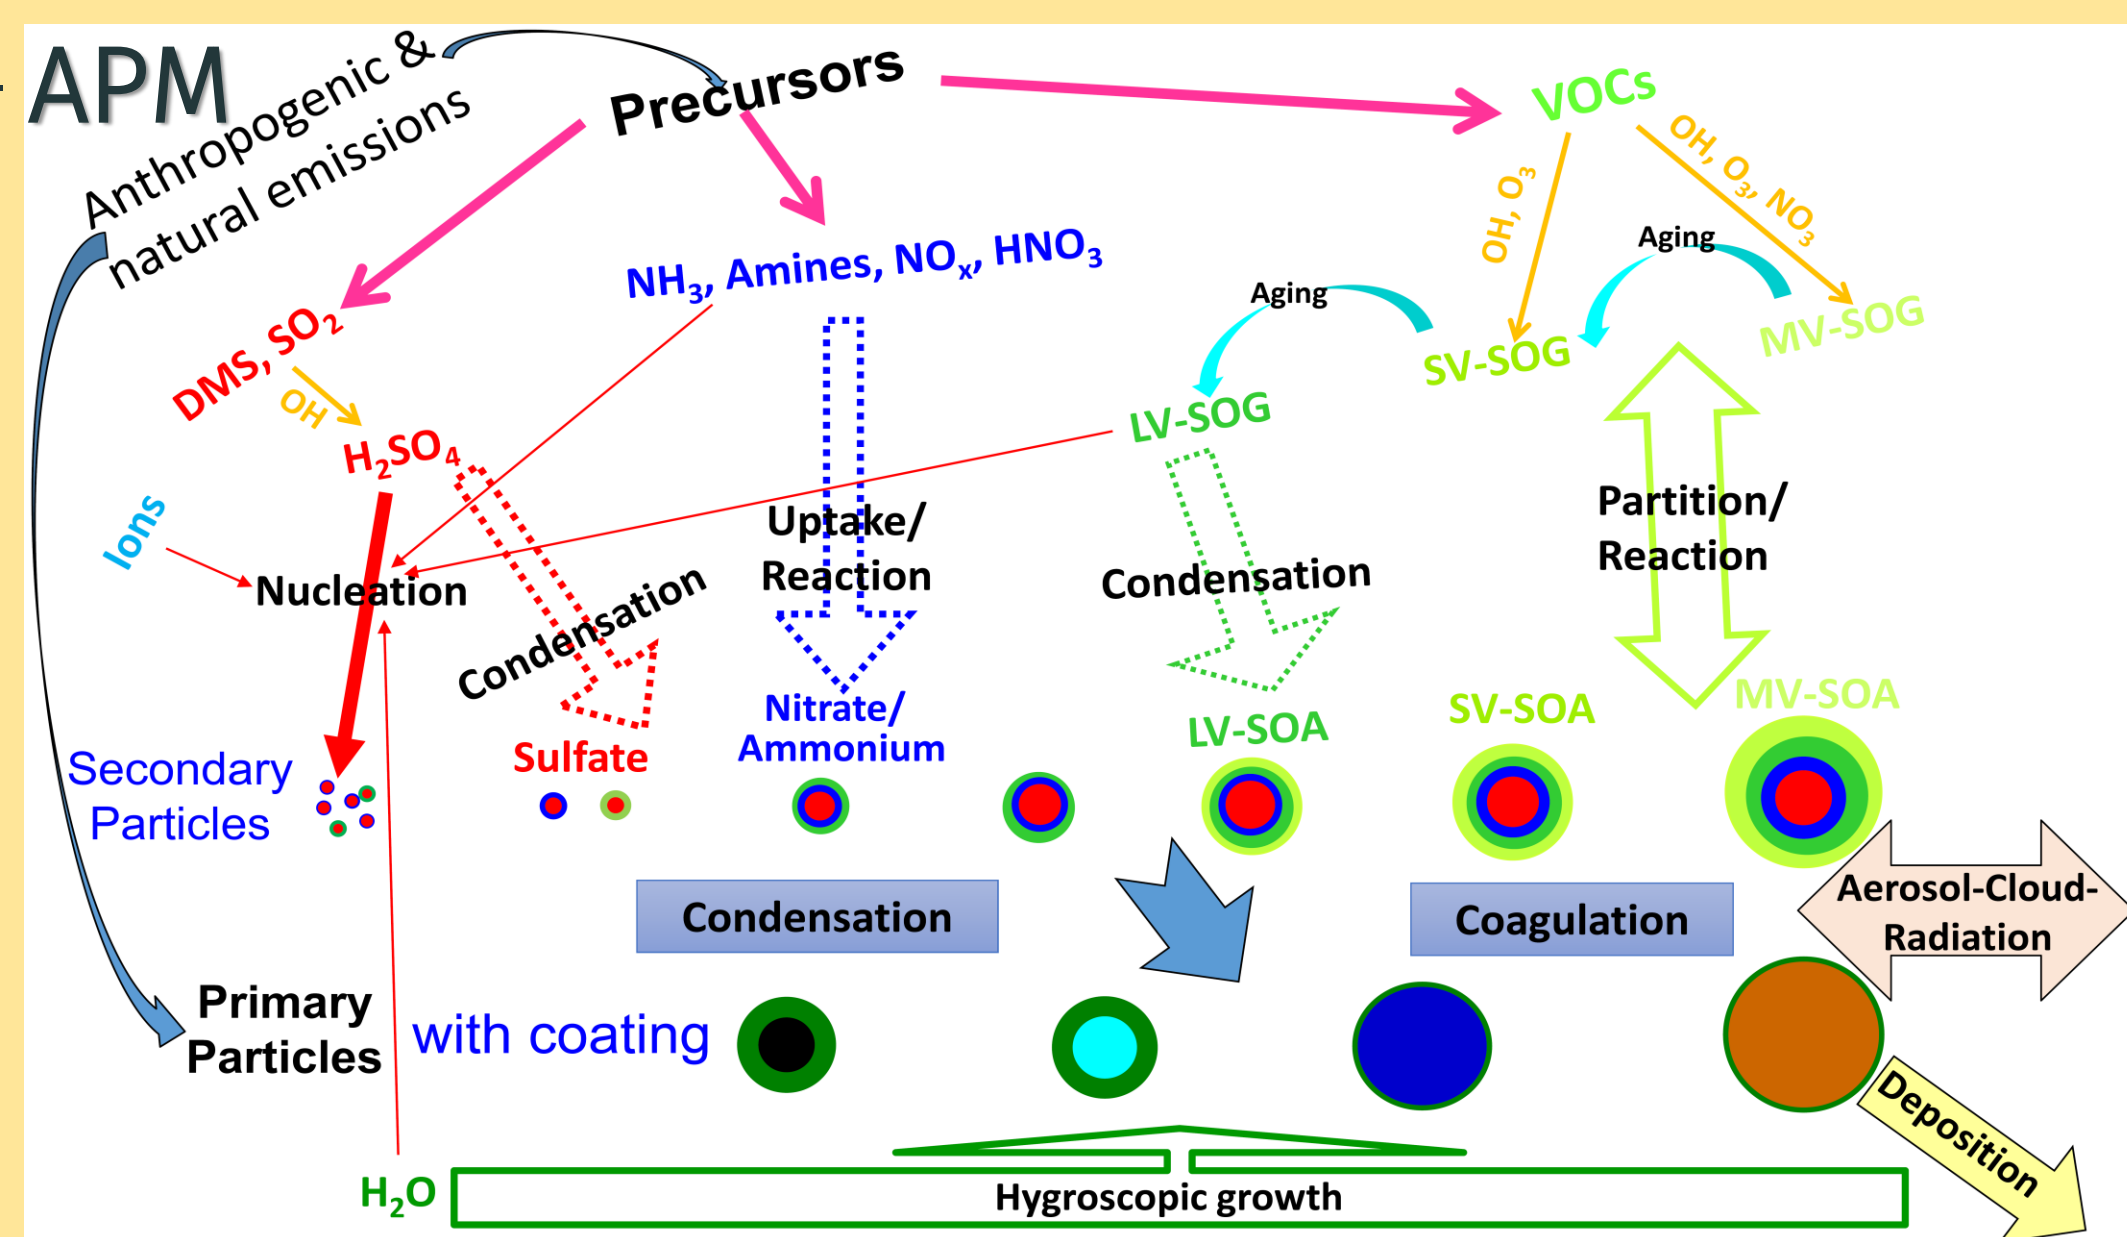 APM
Anthropogenic &
natural emissions
Precursors
VOCs
OH, O₃
OH, O₃, NO₃
Aging
Aging
NH₃, Amines, NOₓ, HNO₃
DMS, SO₂
OH
H₂SO₄
MV-SOG
SV-SOG
LV-SOG
Ions
Nucleation
Condensation
Uptake/
Reaction
Condensation
Partition/
Reaction
Sulfate
Nitrate/
Ammonium
LV-SOA
SV-SOA
MV-SOA
Secondary
Particles
Condensation
Coagulation
Aerosol-Cloud-
Radiation
Primary
Particles
with coating
Deposition
H₂O
Hygroscopic growth